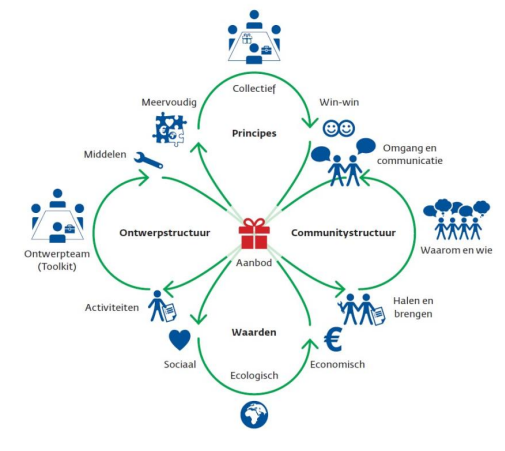 Collectief
Meervoudig
Win-win
Principes
Middelen
Omgang en
communicatie
Ontwerpstructuur
Communitystructuur
Ontwerpteam
(Toolkit)
Waarom en wie
Aanbod
Activiteiten
Halen en
brengen
Waarden
Sociaal
Economisch
Ecologisch
€